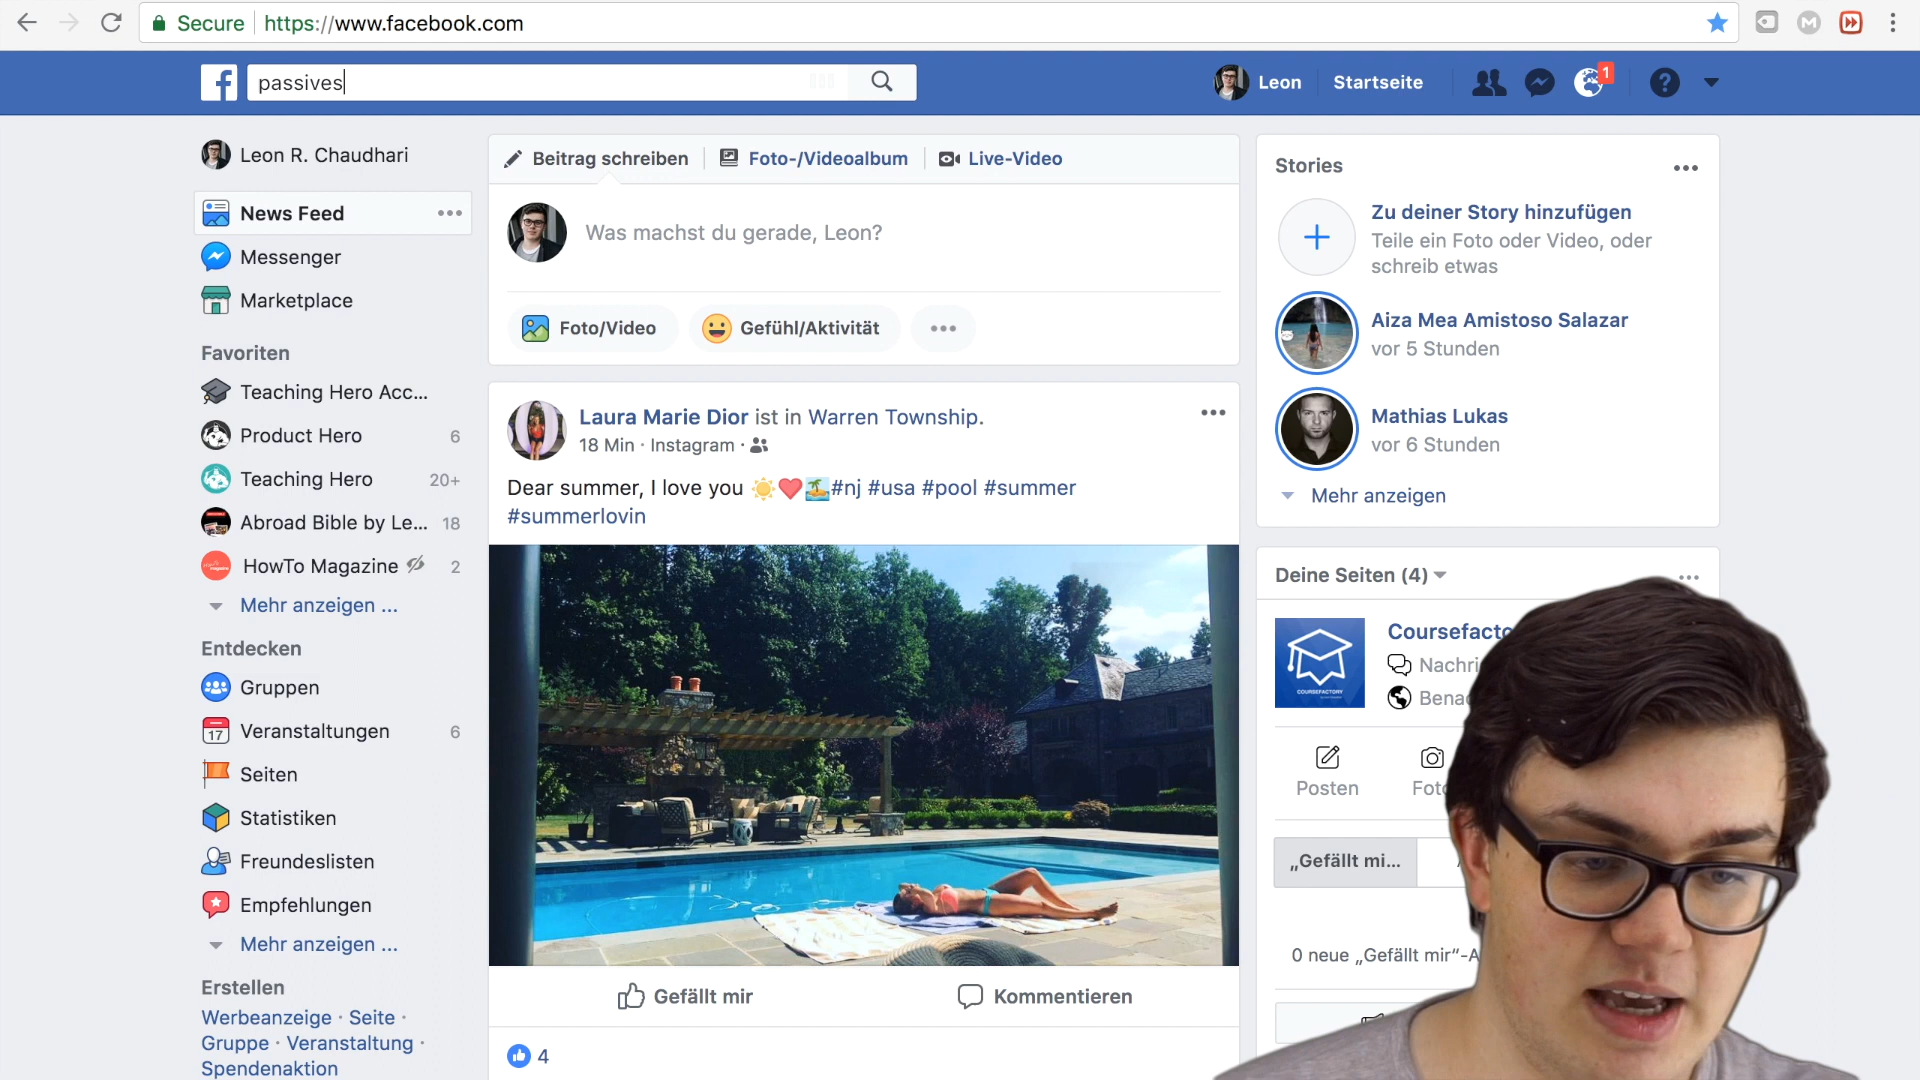 Secure https://www.facebook.com
passives
Leon Startseite 1
Leon R. Chaudhari
News Feed
Messenger
Marketplace
Favoriten
Teaching Hero Acc...
Product Hero 6
Teaching Hero 20+
Abroad Bible by Le... 18
HowTo Magazine 2
Mehr anzeigen ...
Entdecken
Gruppen
17
Veranstaltungen 6
Seiten
Statistiken
Freundeslisten
Empfehlungen
Mehr anzeigen ...
Erstellen
Werbeanzeige · Seite ·
Gruppe · Veranstaltung ·
Spendenaktion
Beitrag schreiben Foto-/Videoalbum Live-Video
Was machst du gerade, Leon?
Foto/Video Gefühl/Aktivität
Laura Marie Dior ist in Warren Township.
18 Min · Instagram ·
Dear summer, I love you ☀️❤️🏝️#nj #usa #pool #summer
#summerlovin
Gefällt mir Kommentieren
4
Stories
Zu deiner Story hinzufügen
Teile ein Foto oder Video, oder
schreib etwas
Aiza Mea Amistoso Salazar
vor 5 Stunden
Mathias Lukas
vor 6 Stunden
Mehr anzeigen
Deine Seiten (4)
COURSEFACTORY
Coursefacto
Nachri
Bena
Posten Foto
„Gefällt mi...
0 neue „Gefällt mir“-A